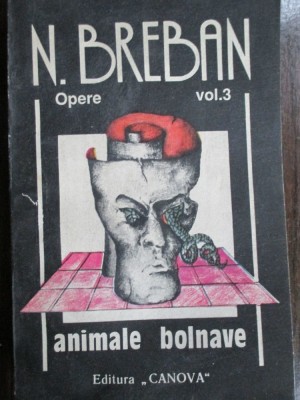 N. BREBAN
Opere vol.3
animale bolnave
Editura „CANOVA“